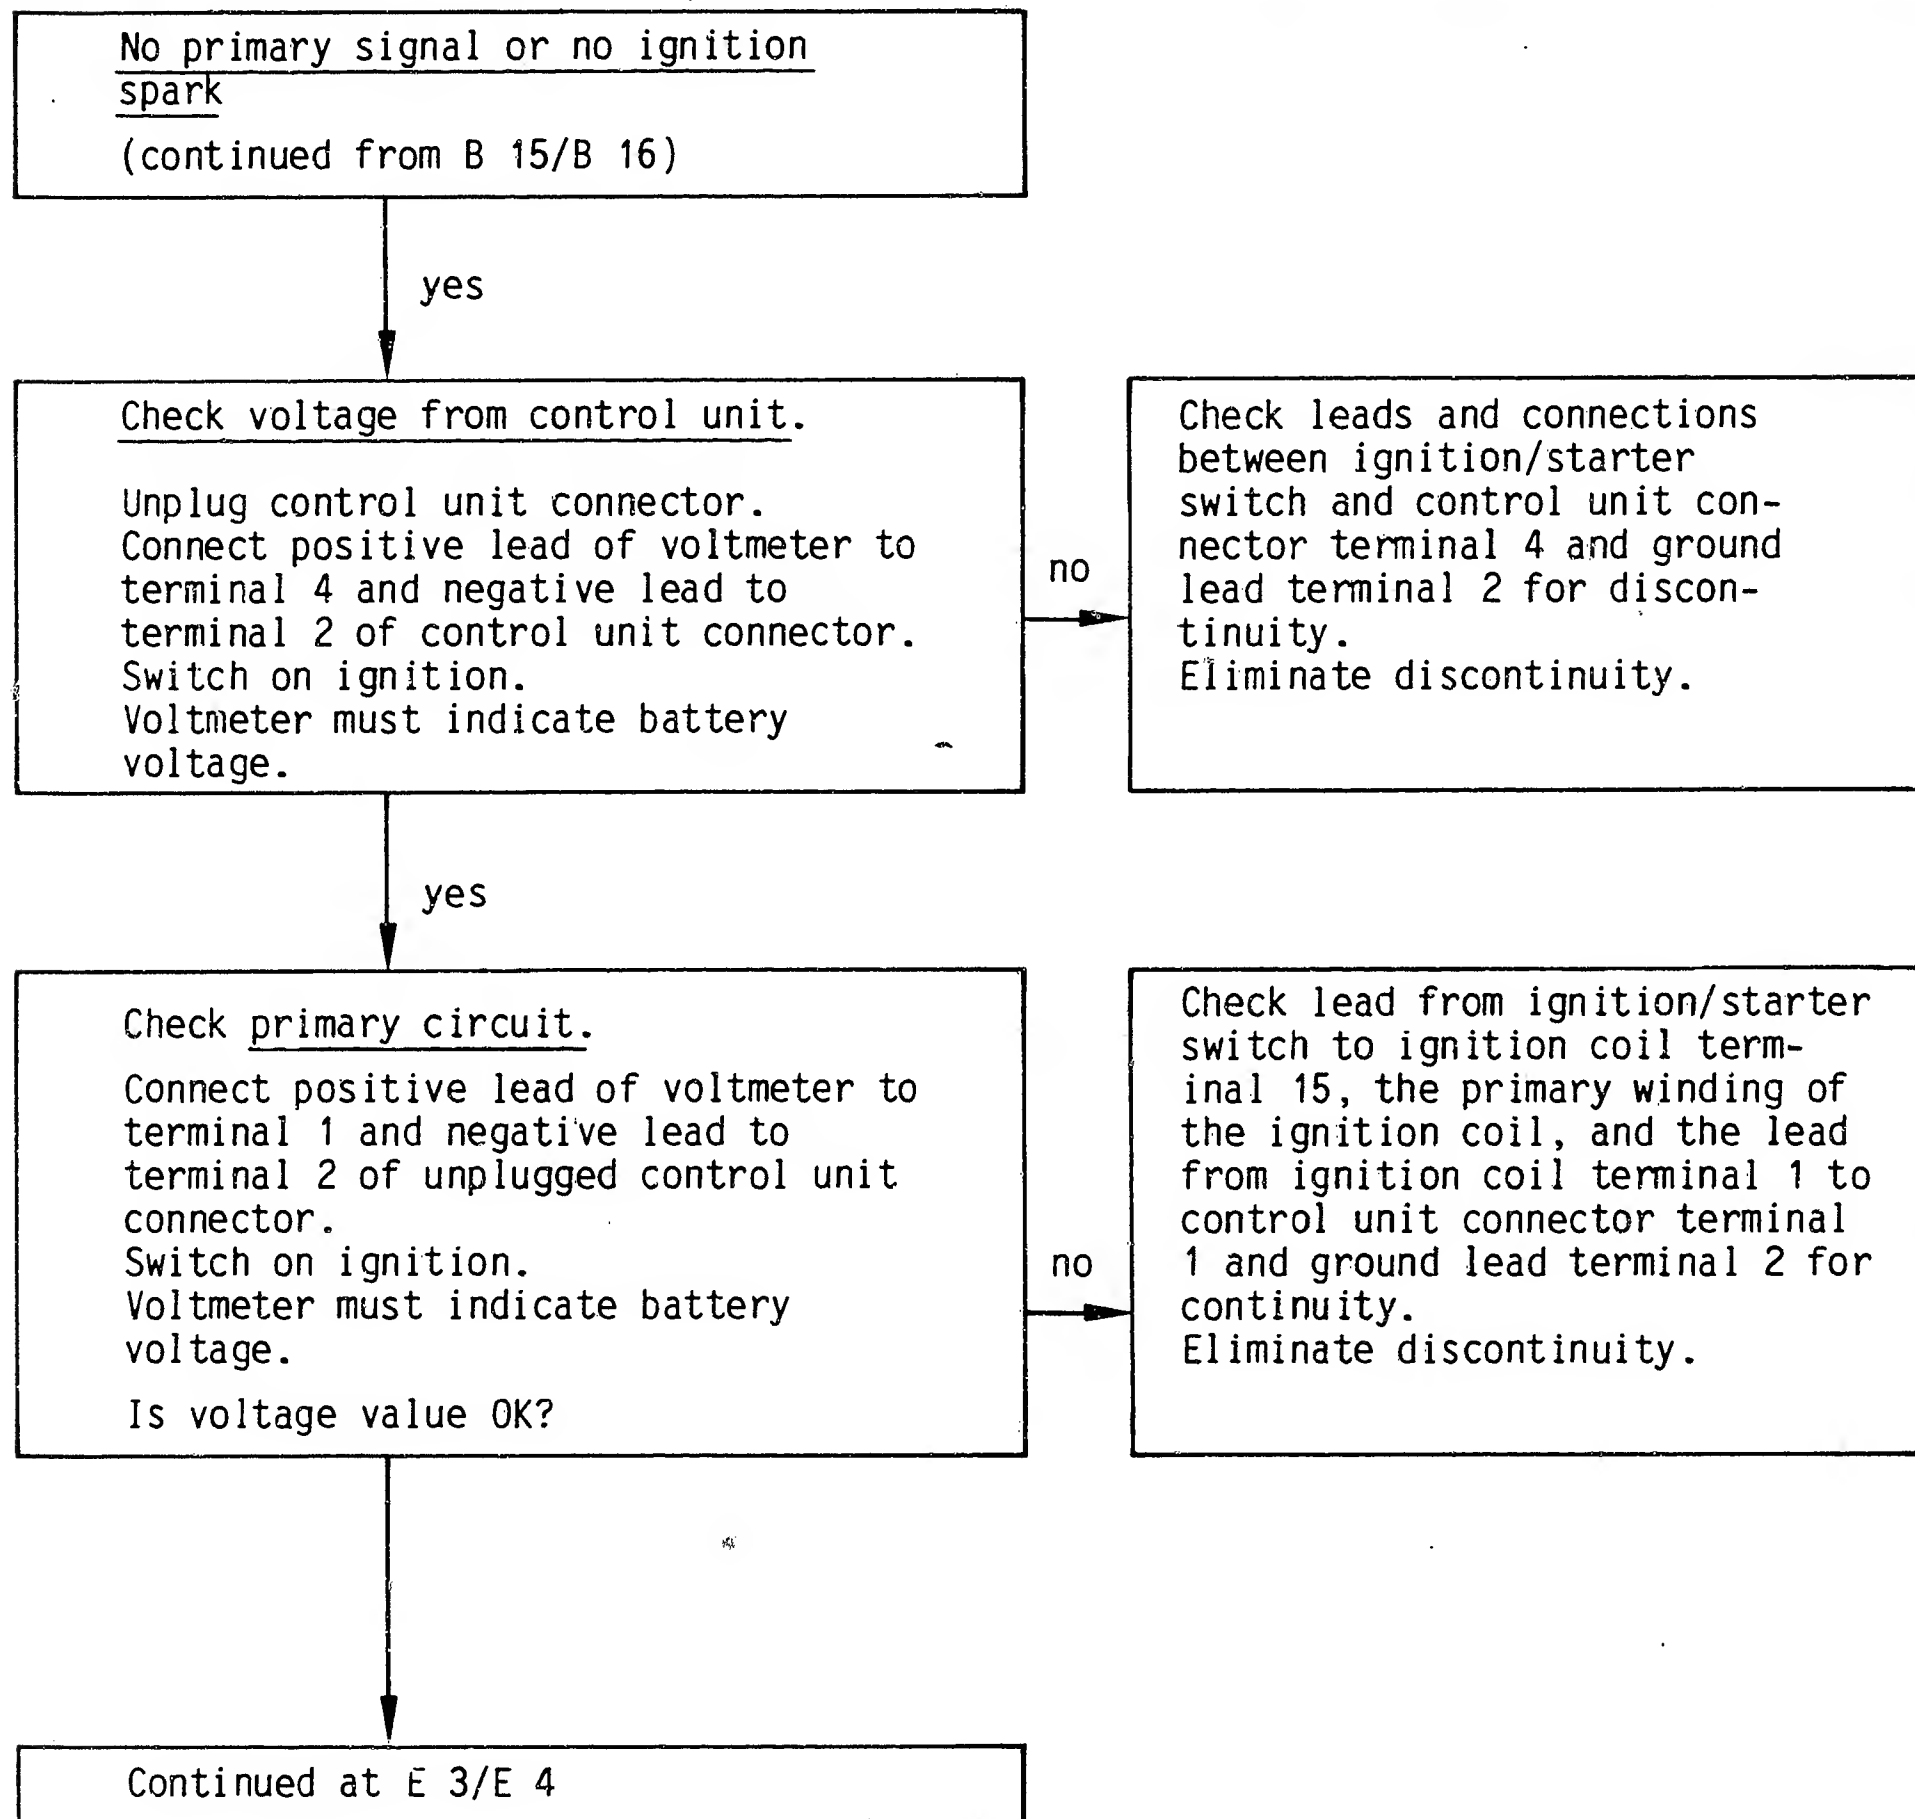 No primary signal or no ignition
spark
(continued from B 15/B 16)
yes
Check voltage from control unit.
Unplug control unit connector.
Connect positive lead of voltmeter to
terminal 4 and negative lead to
terminal 2 of control unit connector.
Switch on ignition.
Voltmeter must indicate battery
voltage.
no
Check leads and connections
between ignition/starter
switch and control unit con-
nector terminal 4 and ground
lead terminal 2 for discon-
tinuity.
Eliminate discontinuity.
yes
Check primary circuit.
Connect positive lead of voltmeter to
terminal 1 and negative lead to
terminal 2 of unplugged control unit
connector.
Switch on ignition.
Voltmeter must indicate battery
voltage.
Is voltage value OK?
no
Check lead from ignition/starter
switch to ignition coil term-
inal 15, the primary winding of
the ignition coil, and the lead
from ignition coil terminal 1 to
control unit connector terminal
1 and ground lead terminal 2 for
continuity.
Eliminate discontinuity.
Continued at E 3/E 4